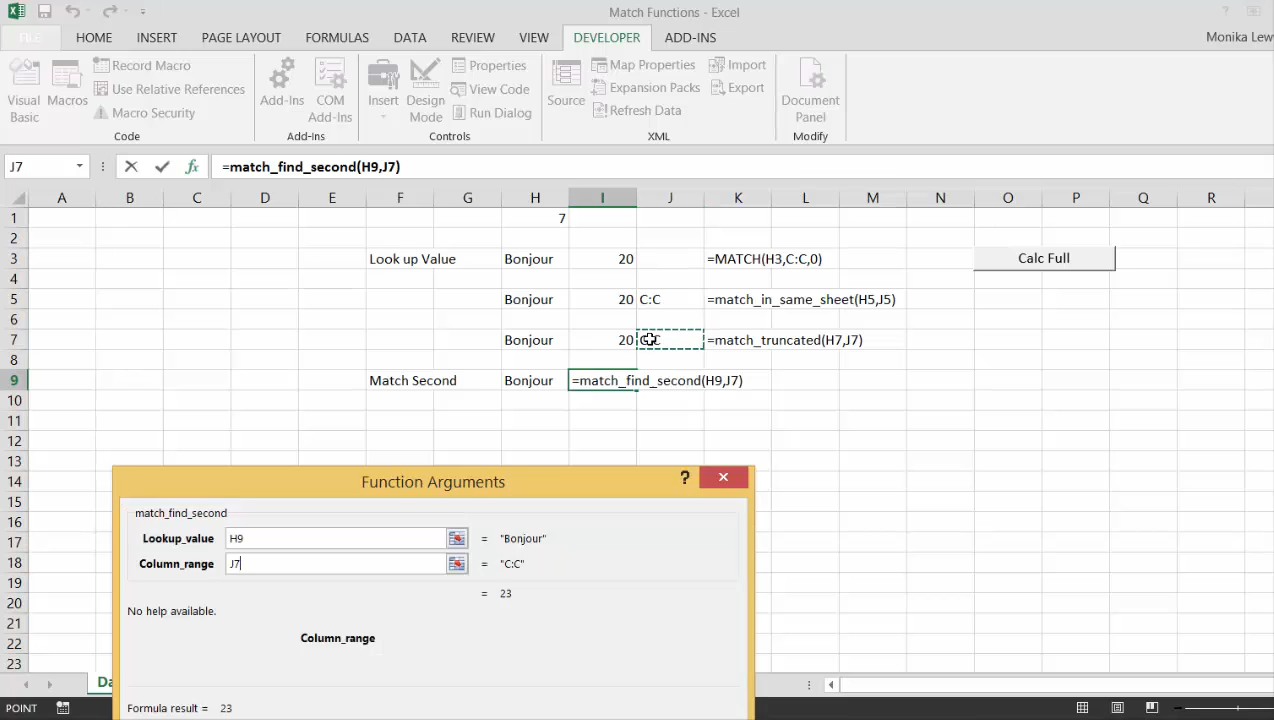 Match Functions - Excel
FILE HOME INSERT PAGE LAYOUT FORMULAS DATA REVIEW VIEW DEVELOPER ADD-INS
Monika Lew
Visual Basic
Macros
Record Macro
Use Relative References
Macro Security
Code
Add-Ins
COM Add-Ins
Add-Ins
Insert
Design Mode
Properties
View Code
Run Dialog
Controls
Source
Map Properties
Expansion Packs
Refresh Data
Import
Export
XML
Document Panel
Modify
J7 fx =match_find_second(H9,J7)
A B C D E F G H I J K L M N O P Q R
1 7
2
3 Look up Value Bonjour 20 =MATCH(H3,C:C,0) Calc Full
4
5 Bonjour 20 C:C =match_in_same_sheet(H5,J5)
6
7 Bonjour 20 C:C =match_truncated(H7,J7)
8
9 Match Second Bonjour =match_find_second(H9,J7)
10
11
12
13
14
15
16
17
18
19
20
21
22
23
Function Arguments
?
match_find_second
Lookup_value H9 = "Bonjour"
Column_range J7 = "C:C"
= 23
No help available.
Column_range
Formula result = 23
Da
POINT